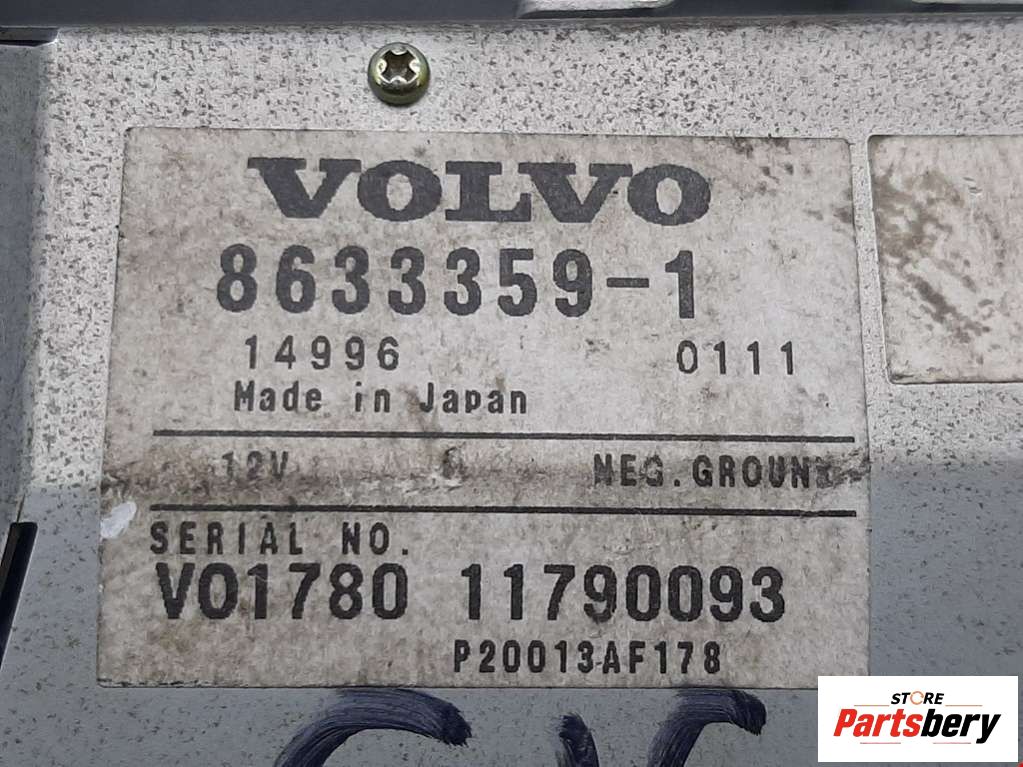 VOLVO
8633359-1
14996 0111
Made in Japan
12V NEG. GROUND
SERIAL NO.
V01780 11790093
P20013AF178
STORE
Partsbery